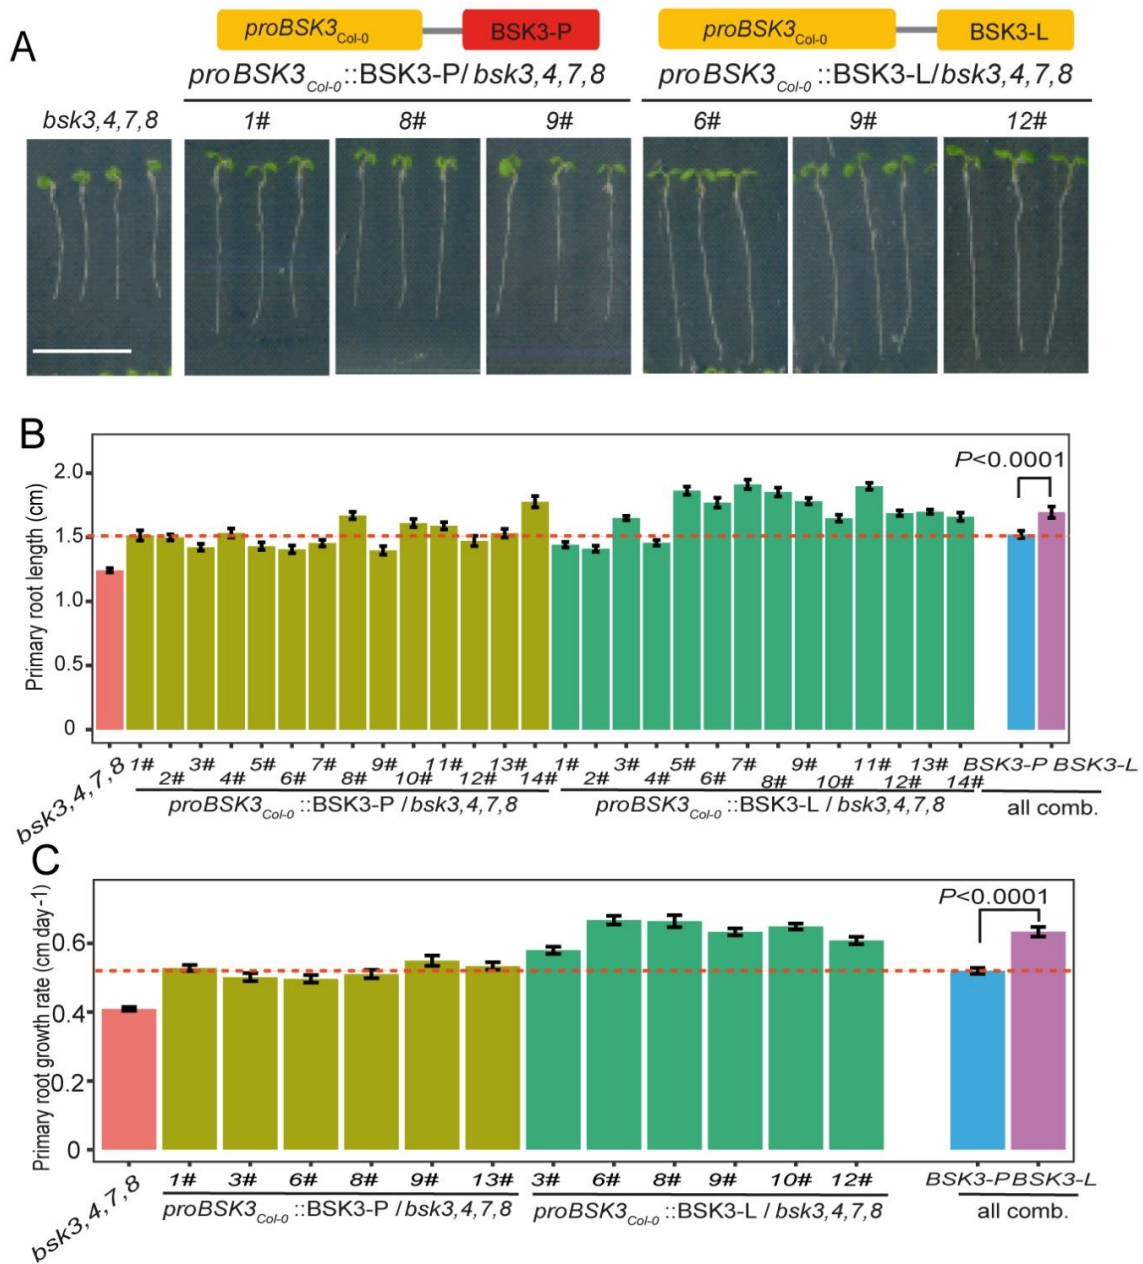 A
proBSK3Col-0 BSK3-P proBSK3Col-0 BSK3-L
proBSK3Col-0::BSK3-P/bsk3,4,7,8 proBSK3Col-0::BSK3-L/bsk3,4,7,8
bsk3,4,7,8 1# 8# 9# 6# 9# 12#
B
Primary root length (cm)
2.0
1.5
1.0
0.5
0
P<0.0001
bsk3,4,7,8
1# 3# 5# 7# 9# 11# 13# 1# 3# 5# 7# 9# 11# 13# BSK3-P BSK3-L
2# 4# 6# 8# 10# 12# 14# 2# 4# 6# 8# 10# 12# 14#
proBSK3Col-0::BSK3-P /bsk3,4,7,8 proBSK3Col-0::BSK3-L /bsk3,4,7,8 all comb.
C
Primary root growth rate (cm day-1)
0.6
0.4
0.2
0
P<0.0001
bsk3,4,7,8
1# 3# 6# 8# 9# 13# 3# 6# 8# 9# 10# 12# BSK3-P BSK3-L
proBSK3Col-0::BSK3-P /bsk3,4,7,8 proBSK3Col-0::BSK3-L / bsk3,4,7,8 all comb.